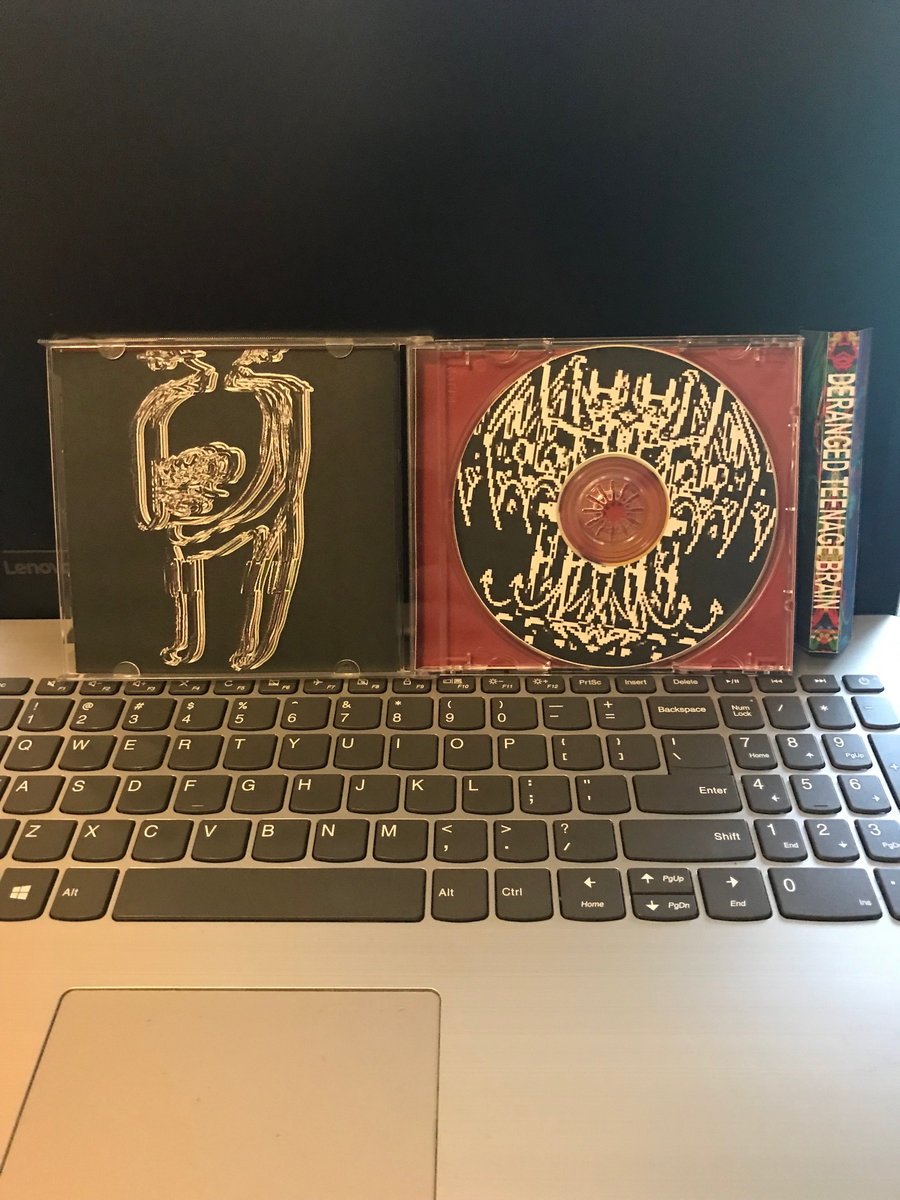 DERANGED TEENAGE BRAIN
Lenovo
F1 F2 F3 F4 F5 F6 F7 F8 F9 F10 F11 F12 PrtSc Insert Delete
! 1 @ 2 # 3 $ 4 % 5 ^ 6 & 7 * 8 ( 9 ) 0 — - + = Backspace Num Lock / * -
Q W E R T Y U I O P { [ } ] | \ 7 Home 8 9 PgUp +
A S D F G H J K L : ; " ' Enter 4 5 6
Z X C V B N M < , > . ? / Shift 1 End 2 3 PgDn
Alt Alt Ctrl Home PgUp PgDn End 0 Ins